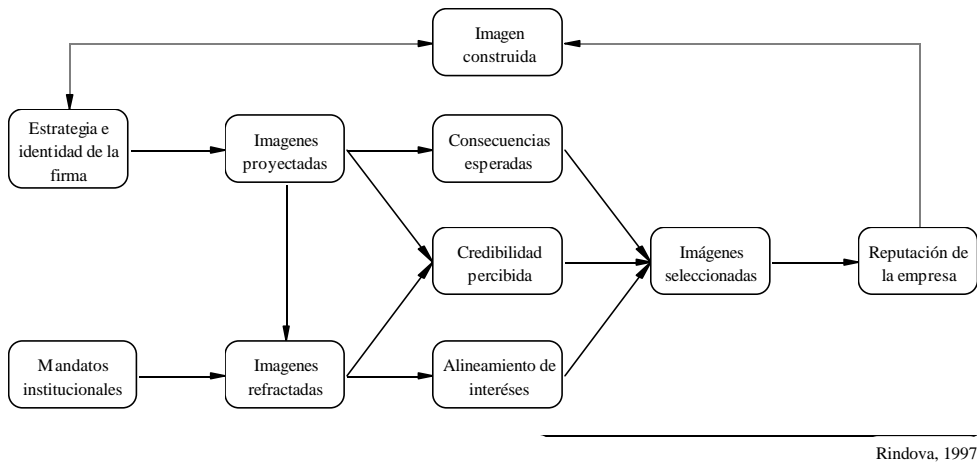 Imagen
construida
Estrategia e
identidad de la
firma
Imagenes
proyectadas
Consecuencias
esperadas
Credibilidad
percibida
Imágenes
seleccionadas
Reputación de
la empresa
Mandatos
institucionales
Imagenes
refractadas
Alineamiento de
interéses
Rindova, 1997